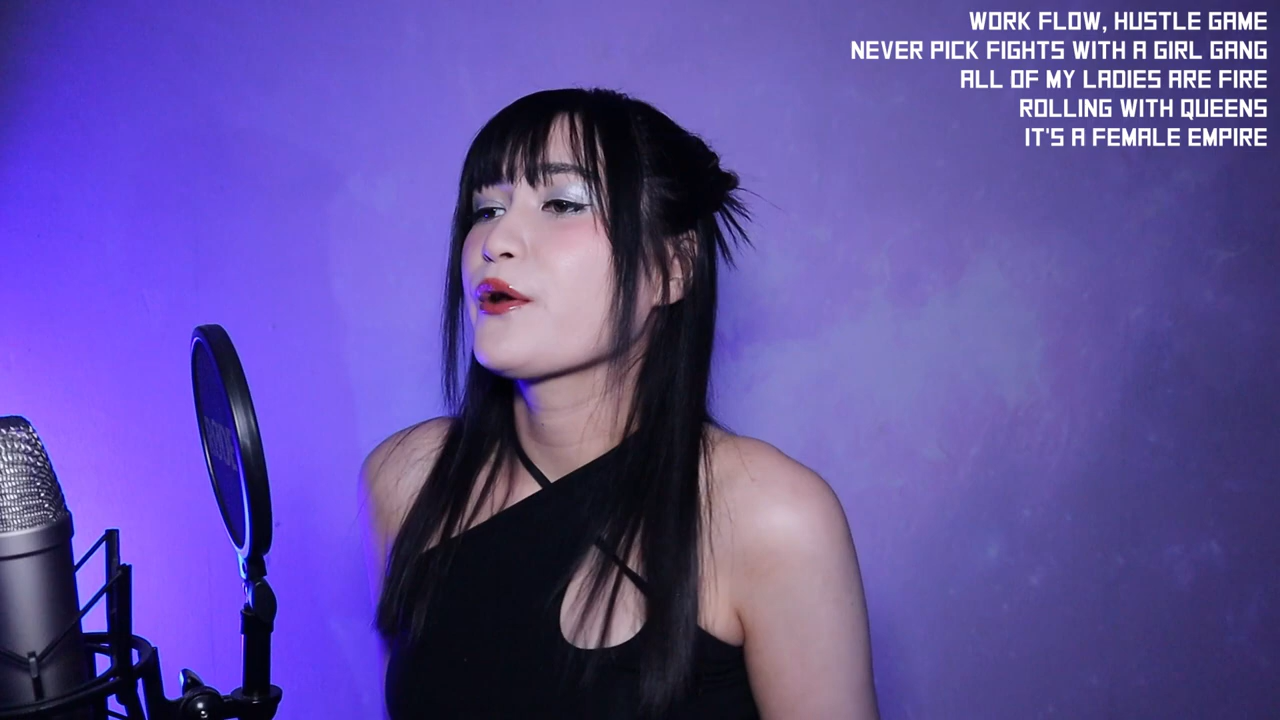 WORK FLOW, HUSTLE GAME
NEVER PICK FIGHTS WITH A GIRL GANG
ALL OF MY LADIES ARE FIRE
ROLLING WITH QUEENS
IT'S A FEMALE EMPIRE
RODE